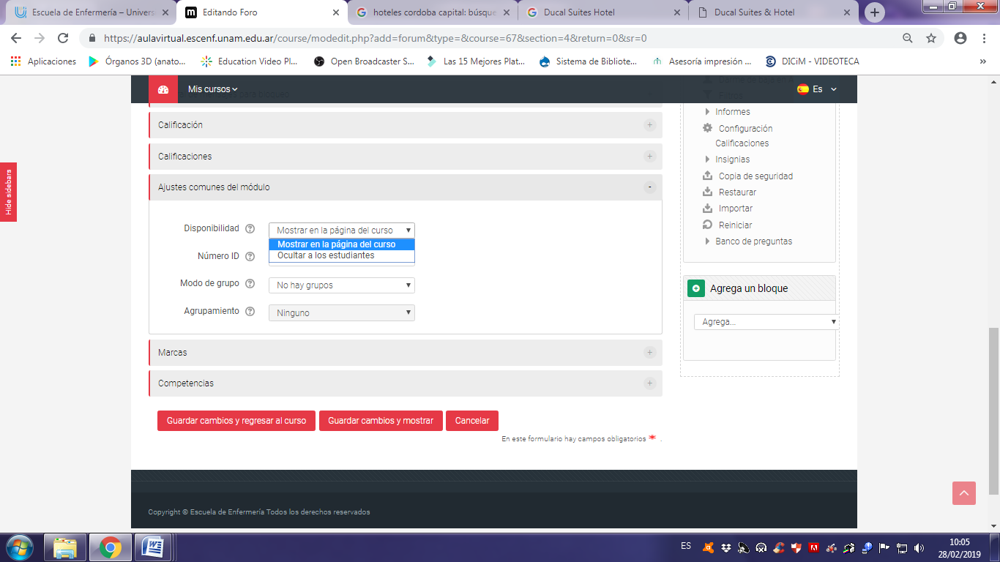 Escuela de Enfermería – Univers
Editando Foro
hoteles cordoba capital: búsque
Ducal Suites Hotel
Ducal Suites & Hotel
https://aulavirtual.escenf.unam.edu.ar/course/modedit.php?add=forum&type=&course=67&section=4&return=0&sr=0
Aplicaciones
Órganos 3D (anato...
Education Video Pl...
Open Broadcaster S...
Las 15 Mejores Plat...
Sistema de Bibliote...
Asesoría impresión ...
DICiM - VIDEOTECA
»
Mis cursos
Es
Hide sidebars
Calificación
Calificaciones
Ajustes comunes del módulo
Disponibilidad
Mostrar en la página del curso
Mostrar en la página del curso
Ocultar a los estudiantes
Número ID
Modo de grupo
No hay grupos
Agrupamiento
Ninguno
Marcas
Competencias
Guardar cambios y regresar al curso
Guardar cambios y mostrar
Cancelar
En este formulario hay campos obligatorios * .
Informes
Configuración
Calificaciones
Insignias
Copia de seguridad
Restaurar
Importar
Reiniciar
Banco de preguntas
Agrega un bloque
Agrega...
Copyright © Escuela de Enfermería Todos los derechos reservados
ES
10:05
28/02/2019